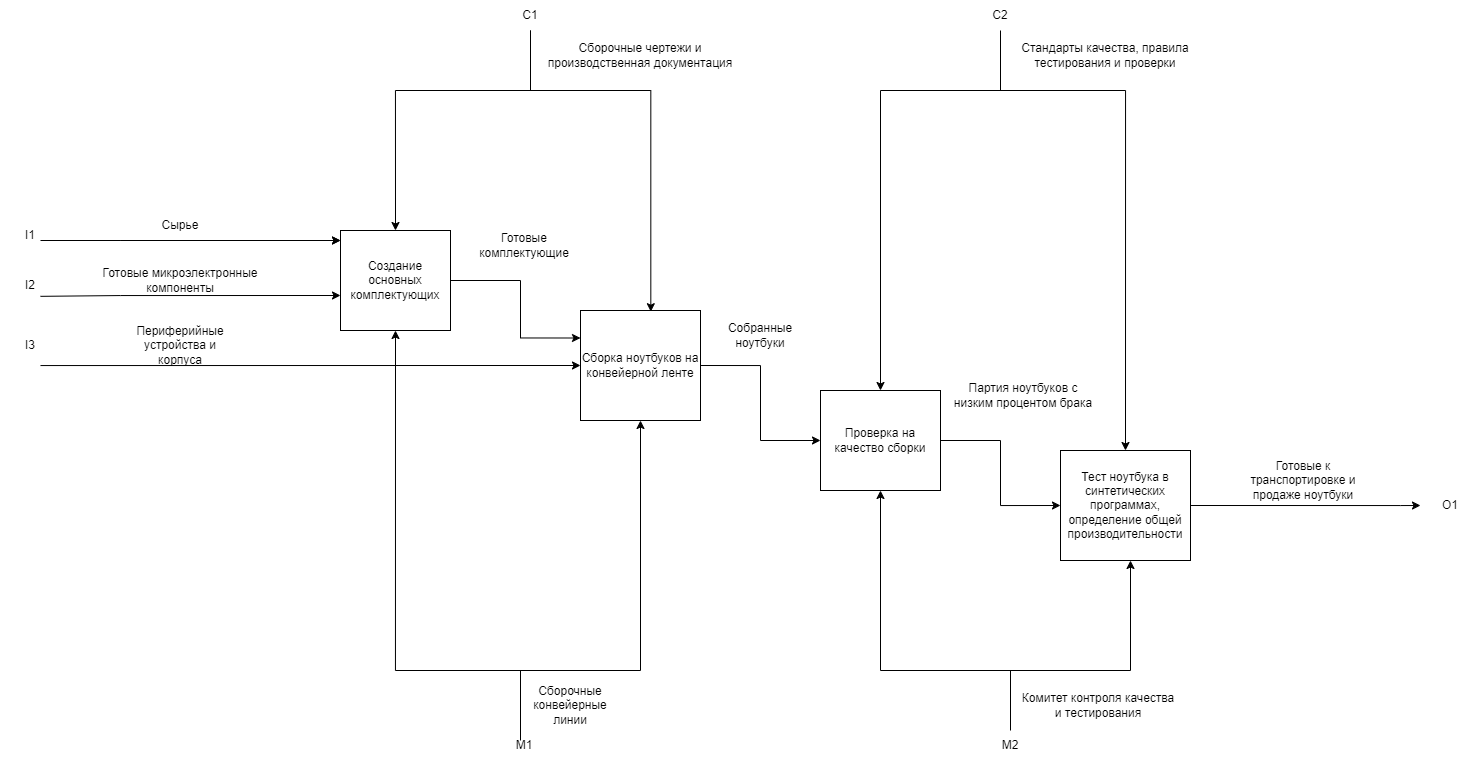 C1
Сборочные чертежи и
производственная документация
C2
Стандарты качества, правила
тестирования и проверки
I1
Сырье
I2
Готовые микроэлектронные
компоненты
I3
Периферийные
устройства и
корпуса
Создание
основных
комплектующих
Готовые
комплектующие
Сборка ноутбуков на
конвейерной ленте
Собранные
ноутбуки
Проверка на
качество сборки
Партия ноутбуков с
низким процентом брака
Тест ноутбука в
синтетических
программах,
определение общей
производительности
Готовые к
транспортировке и
продаже ноутбуки
O1
Сборочные
конвейерные
линии
M1
Комитет контроля качества
и тестирования
M2